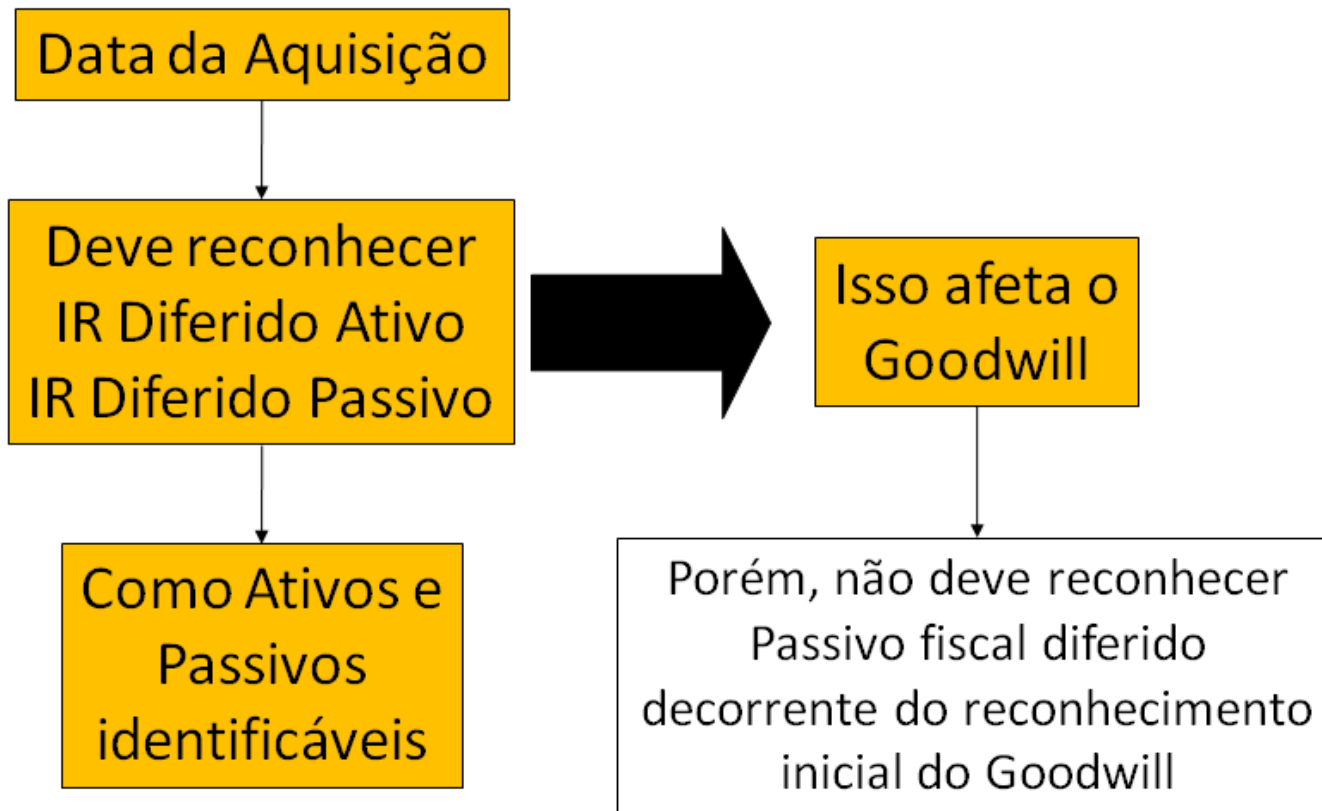 Data da Aquisição
Deve reconhecer
IR Diferido Ativo
IR Diferido Passivo
Isso afeta o
Goodwill
Como Ativos e
Passivos
identificáveis
Porém, não deve reconhecer
Passivo fiscal diferido
decorrente do reconhecimento
inicial do Goodwill